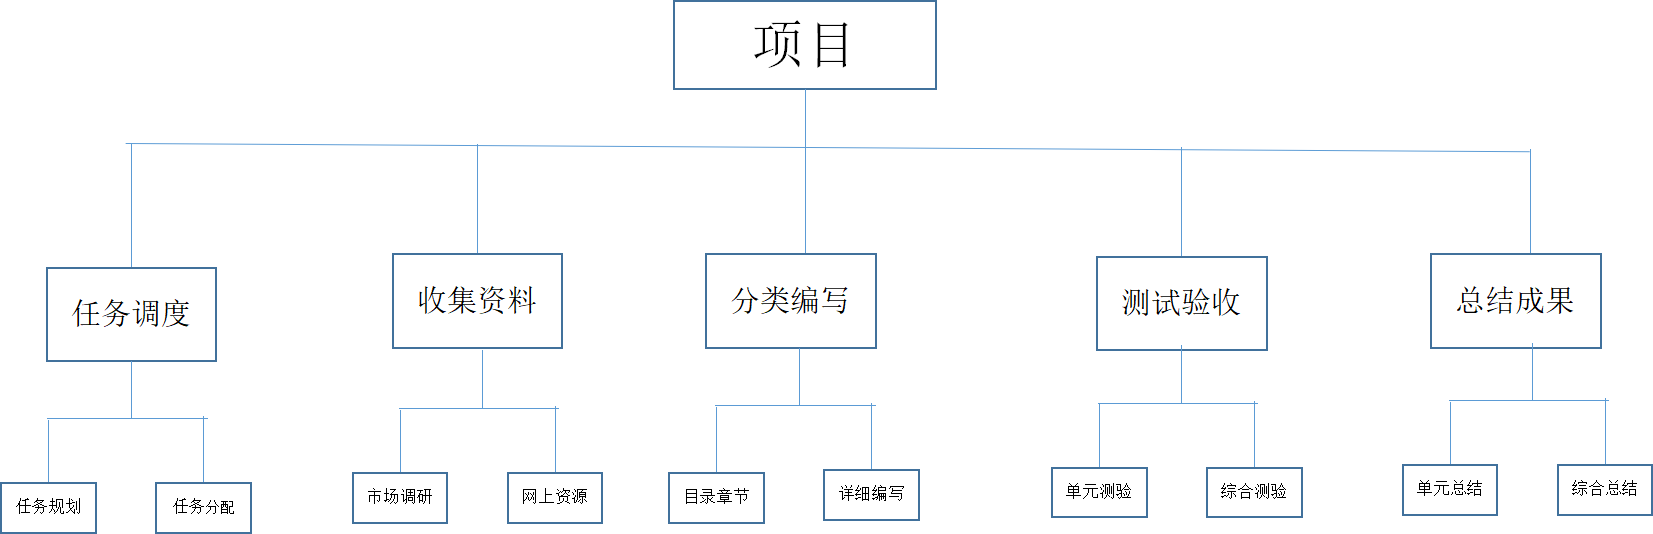 项目
任务调度
收集资料
分类编写
测试验收
总结成果
任务规划
任务分配
市场调研
网上资源
目录章节
详细编写
单元测验
综合测验
单元总结
综合总结